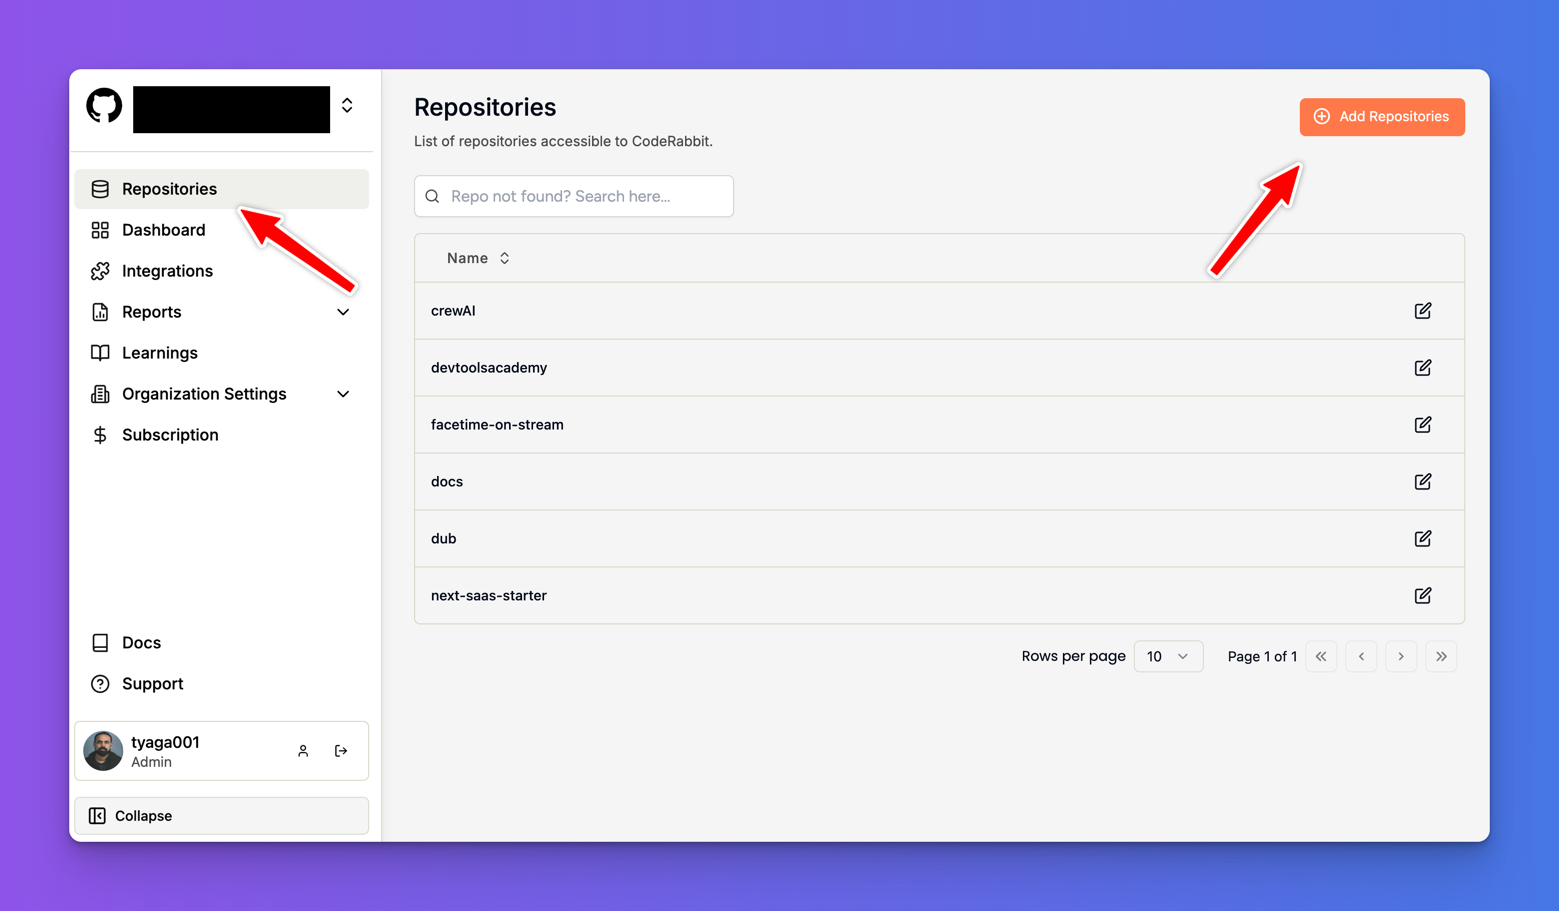 Repositories
Dashboard
Integrations
Reports
Learnings
Organization Settings
Subscription
Docs
Support
tyaga001
Admin
Collapse
Repositories
List of repositories accessible to CodeRabbit.
Add Repositories
Repo not found? Search here...
Name
crewAI
devtoolsacademy
facetime-on-stream
docs
dub
next-saas-starter
Rows per page 10 Page 1 of 1